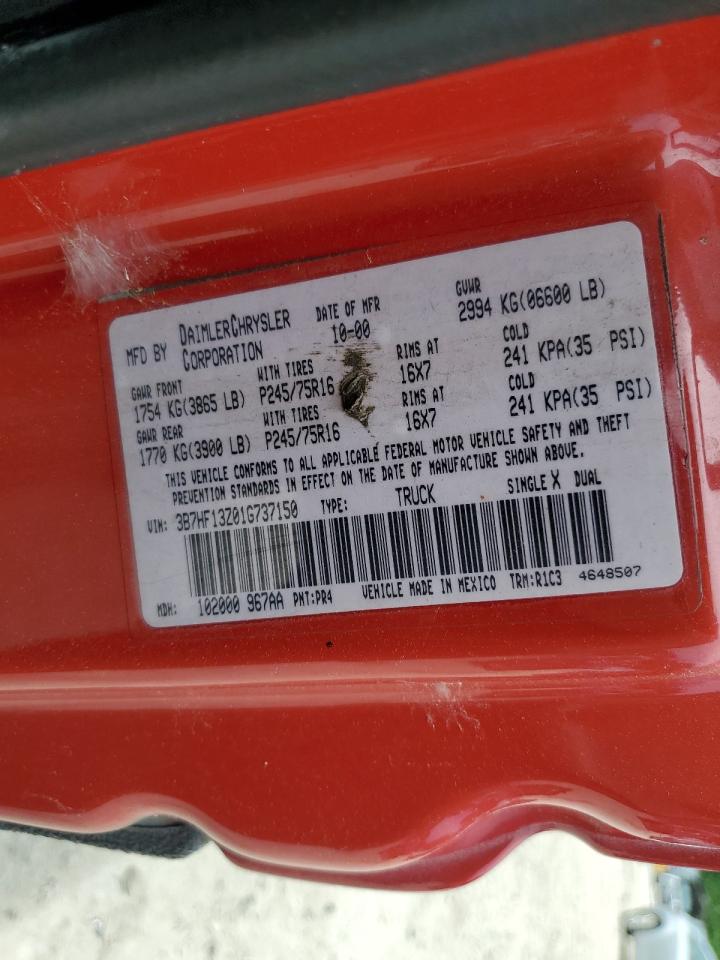 MFD BY DAIMLERCHRYSLER CORPORATION DATE OF MFR 10-00 GVWR 2994 KG(06600 LB)
GAWR FRONT WITH TIRES RIMS AT COLD
1754 KG(3865 LB) P245/75R16 16X7 241 KPA(35 PSI)
GAWR REAR WITH TIRES RIMS AT COLD
1770 KG(3900 LB) P245/75R16 16X7 241 KPA(35 PSI)
THIS VEHICLE CONFORMS TO ALL APPLICABLE FEDERAL MOTOR VEHICLE SAFETY AND THEFT
PREVENTION STANDARDS IN EFFECT ON THE DATE OF MANUFACTURE SHOWN ABOVE.
VIN: 3B7HF13Z01G737150 TYPE: TRUCK SINGLE X DUAL
MDH: 102000 967AA PNT:PR4 VEHICLE MADE IN MEXICO TRM:R1C3 4648507